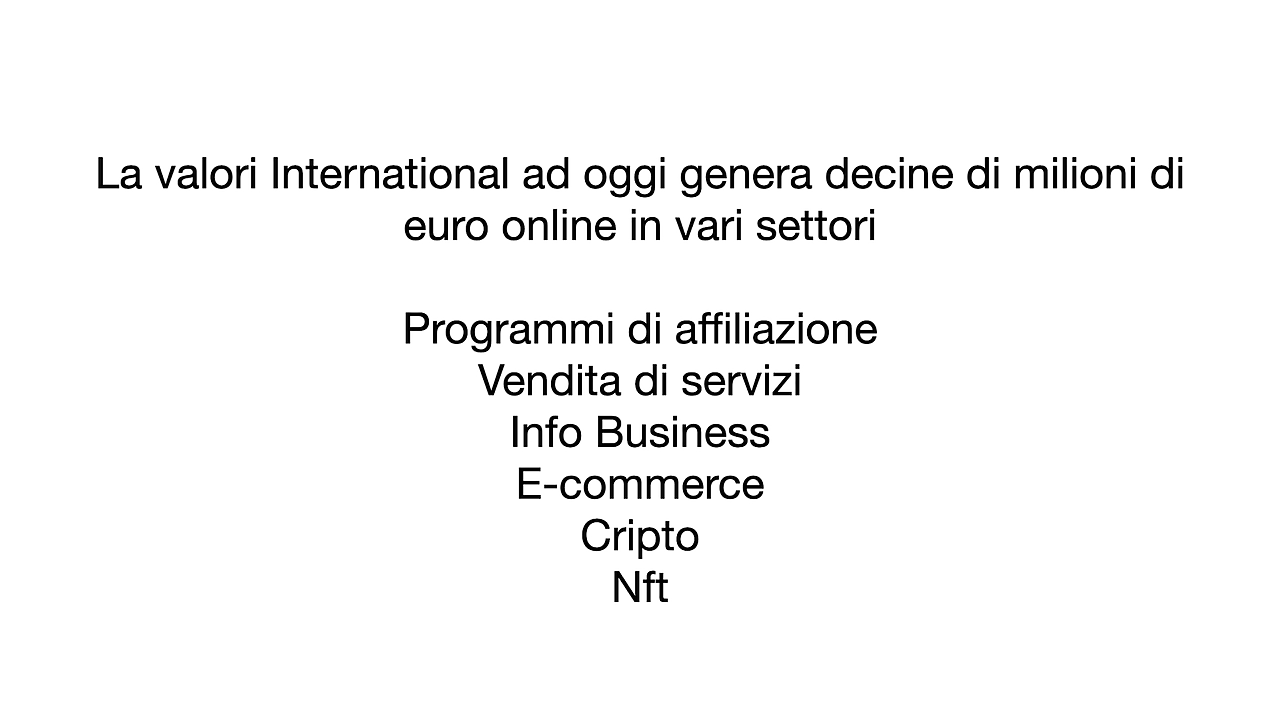 La valori International ad oggi genera decine di milioni di
euro online in vari settori
Programmi di affiliazione
Vendita di servizi
Info Business
E-commerce
Cripto
Nft